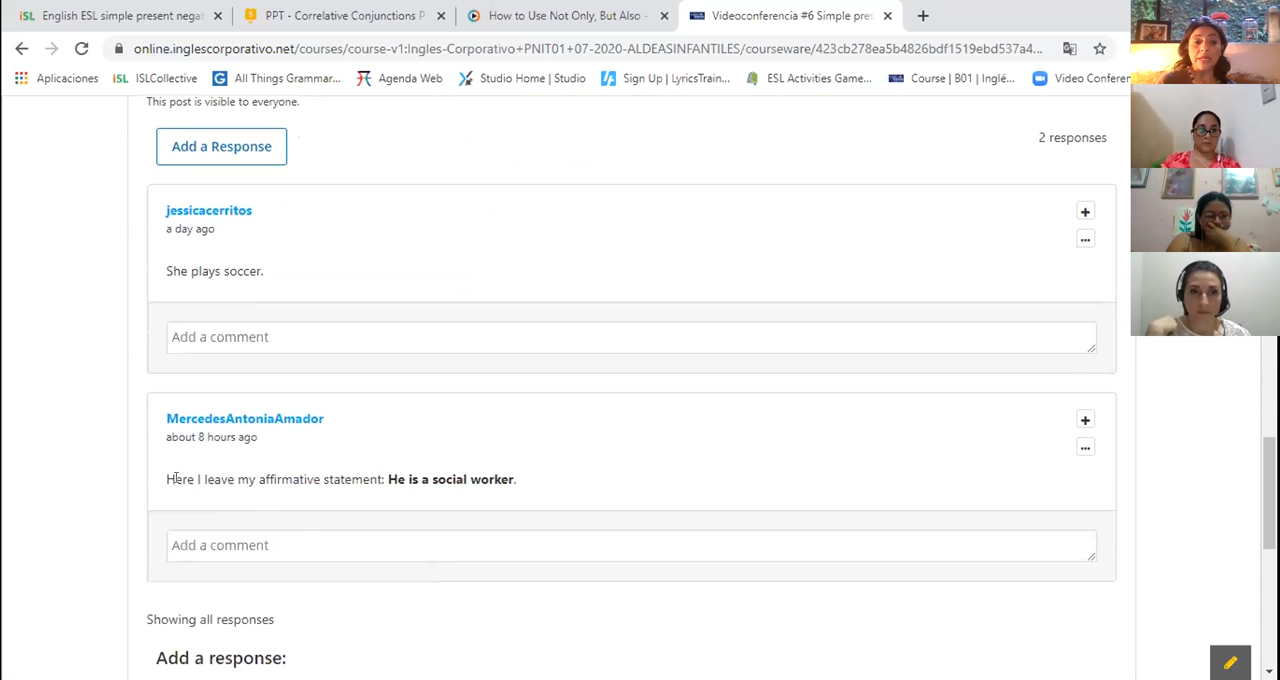 English ESL simple present negat
PPT - Correlative Conjunctions P
How to Use Not Only, But Also -
Videoconferencia #6 Simple pres
online.inglescorporativo.net/courses/course-v1:Ingles-Corporativo+PNIT01+07-2020-ALDEASINFANTILES/courseware/423cb278ea5b4826bdf1519ebd537a4...
Aplicaciones
iSL ISLCollective
All Things Grammar...
Agenda Web
Studio Home | Studio
Sign Up | LyricsTrain...
ESL Activities Game...
Course | B01 | Inglé...
Video Conferen
This post is visible to everyone.
Add a Response
2 responses
jessicacerritos
a day ago
She plays soccer.
Add a comment
MercedesAntoniaAmador
about 8 hours ago
Here I leave my affirmative statement: He is a social worker.
Add a comment
Showing all responses
Add a response: